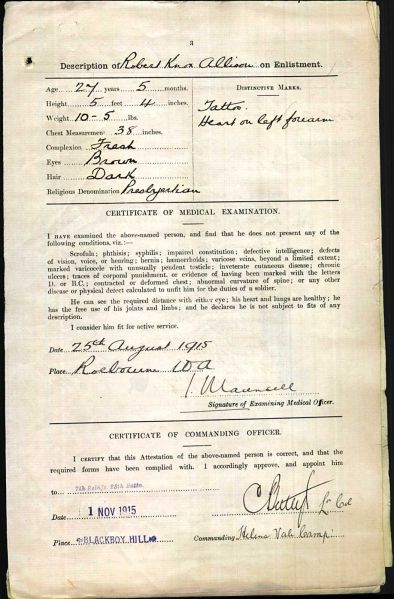 3
Description of Robert Knox Allison on Enlistment.
Age 27 years 5 months.
Height 5 feet 4 inches.
Weight 10-5 lbs.
Chest Measurement 38 inches.
Complexion Fresh
Eyes Brown
Hair Dark
Religious Denomination Presbyterian
DISTINCTIVE MARKS.
Tattoo.
Heart on left forearm
CERTIFICATE OF MEDICAL EXAMINATION.
I HAVE examined the above-named person, and find that he does not present any of the
following conditions, viz.:—
Scrofula; phthisis; syphilis; impaired constitution; defective intelligence; defects
of vision, voice, or hearing; hernia; hæmorrhoids; varicose veins, beyond a limited extent;
marked varicocele with unusually pendent testicle; inveterate cutaneous disease; chronic
ulcers; traces of corporal punishment, or evidence of having been marked with the letters
D. or B.C.; contracted or deformed chest; abnormal curvature of spine; or any other
disease or physical defect calculated to unfit him for the duties of a soldier.
He can see the required distance with either eye; his heart and lungs are healthy; he
has the free use of his joints and limbs; and he declares he is not subject to fits of any
description.
I consider him fit for active service.
Date 25th August 1915
Place Roebourne W A
Signature of Examining Medical Officer.
CERTIFICATE OF COMMANDING OFFICER.
I CERTIFY that this Attestation of the above-named person is correct, and that the
required forms have been complied with. I accordingly approve, and appoint him
to 7th Reinfs 28th Battn.
Lt Col
Date 1 NOV 1915
Commanding Helena Vale Camp.
Place BLACKBOY HILL